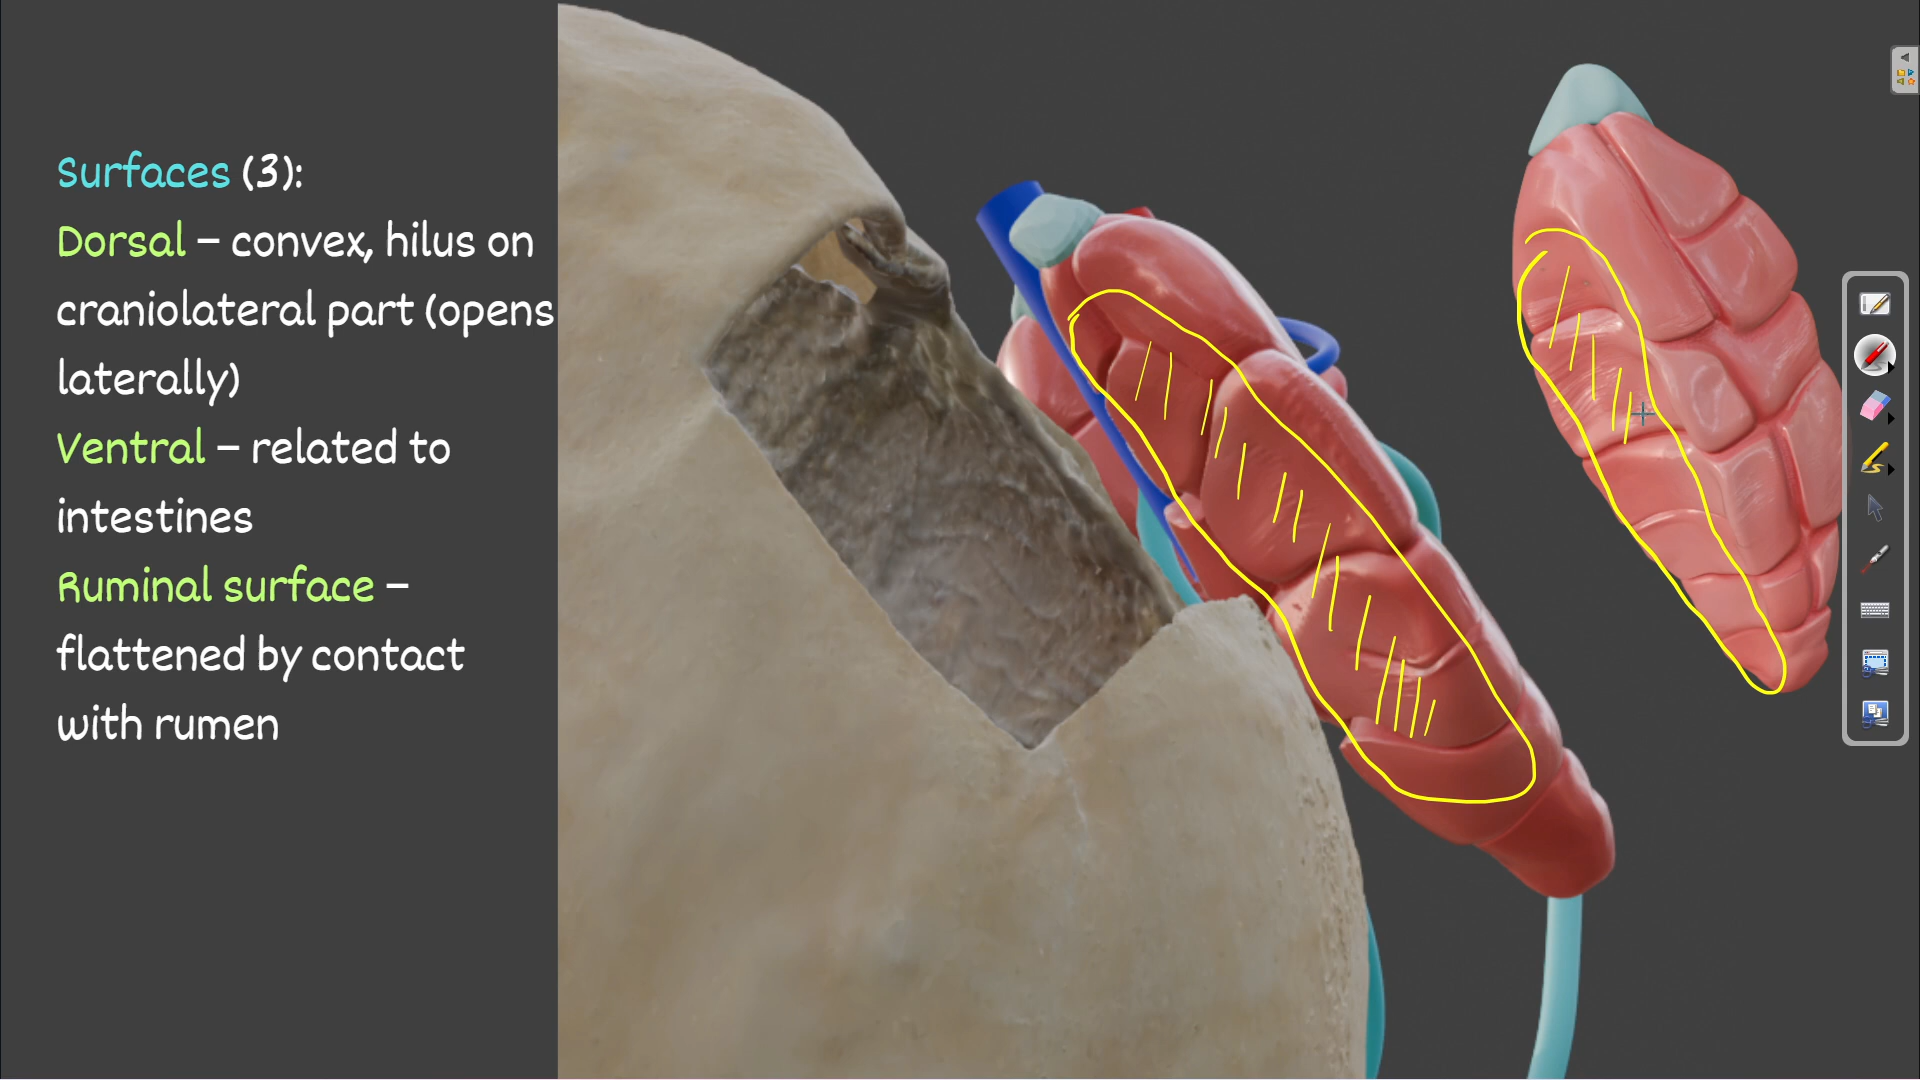 Surfaces (3):
Dorsal – convex, hilus on
craniolateral part (opens
laterally)
Ventral – related to
intestines
Ruminal surface –
flattened by contact
with rumen